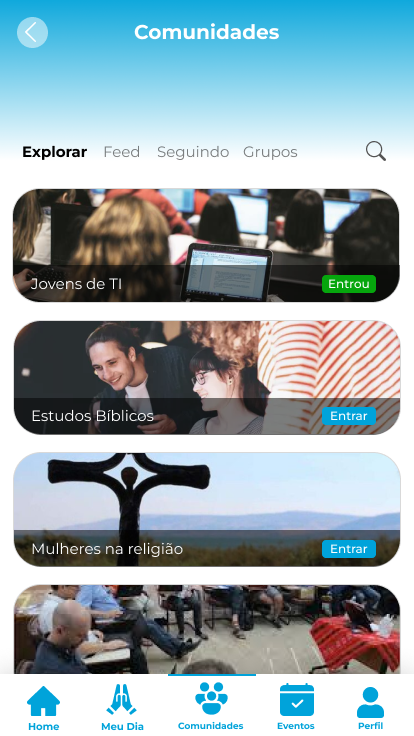 Comunidades
Explorar Feed Seguindo Grupos
Jovens de TI Entrou
Estudos Bíblicos Entrar
Mulheres na religião Entrar
Home Meu Dia Comunidades Eventos Perfil